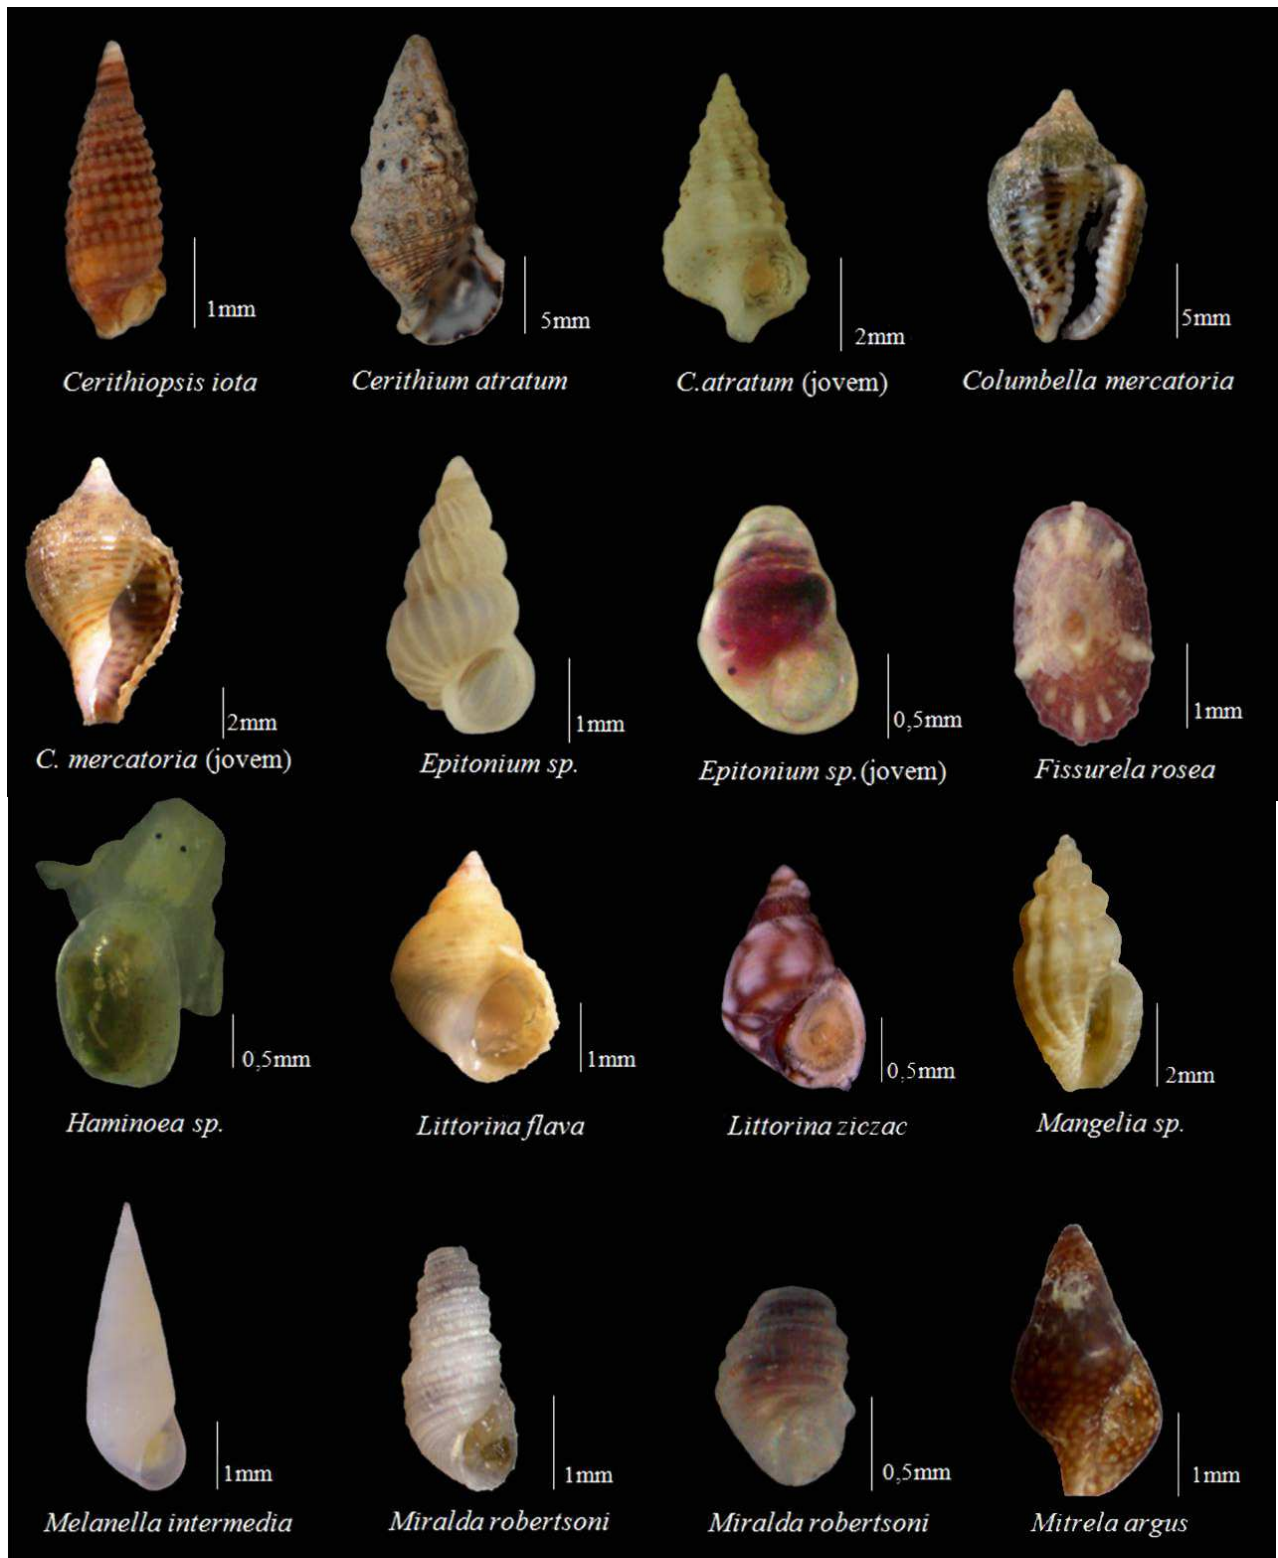 1mm
5mm
2mm
5mm
Cerithiopsis iota
Cerithium atratum
C.atratum (jovem)
Columbella mercatoria
2mm
1mm
0,5mm
1mm
C. mercatoria (jovem)
Epitonium sp.
Epitonium sp.(jovem)
Fissurela rosea
0,5mm
1mm
0,5mm
2mm
Haminoea sp.
Littorina flava
Littorina ziczac
Mangelia sp.
1mm
1mm
0,5mm
1mm
Melanella intermedia
Miralda robertsoni
Miralda robertsoni
Mitrela argus